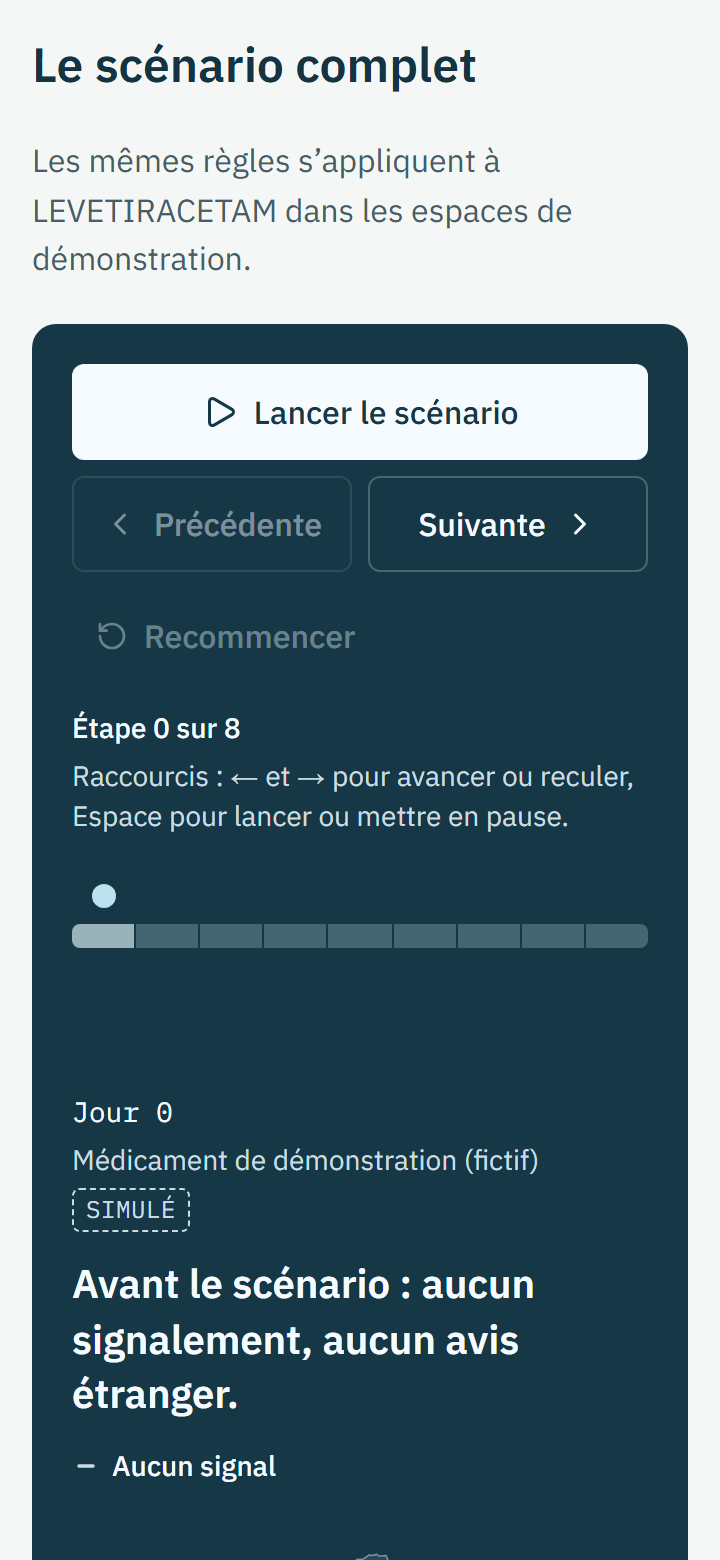 Le scénario complet
Les mêmes règles s’appliquent à
LEVETIRACETAM dans les espaces de
démonstration.
Lancer le scénario
Précédente
Suivante
Recommencer
Étape 0 sur 8
Raccourcis : ← et → pour avancer ou reculer,
Espace pour lancer ou mettre en pause.
Jour 0
Médicament de démonstration (fictif)
SIMULÉ
Avant le scénario : aucun
signalement, aucun avis
étranger.
Aucun signal